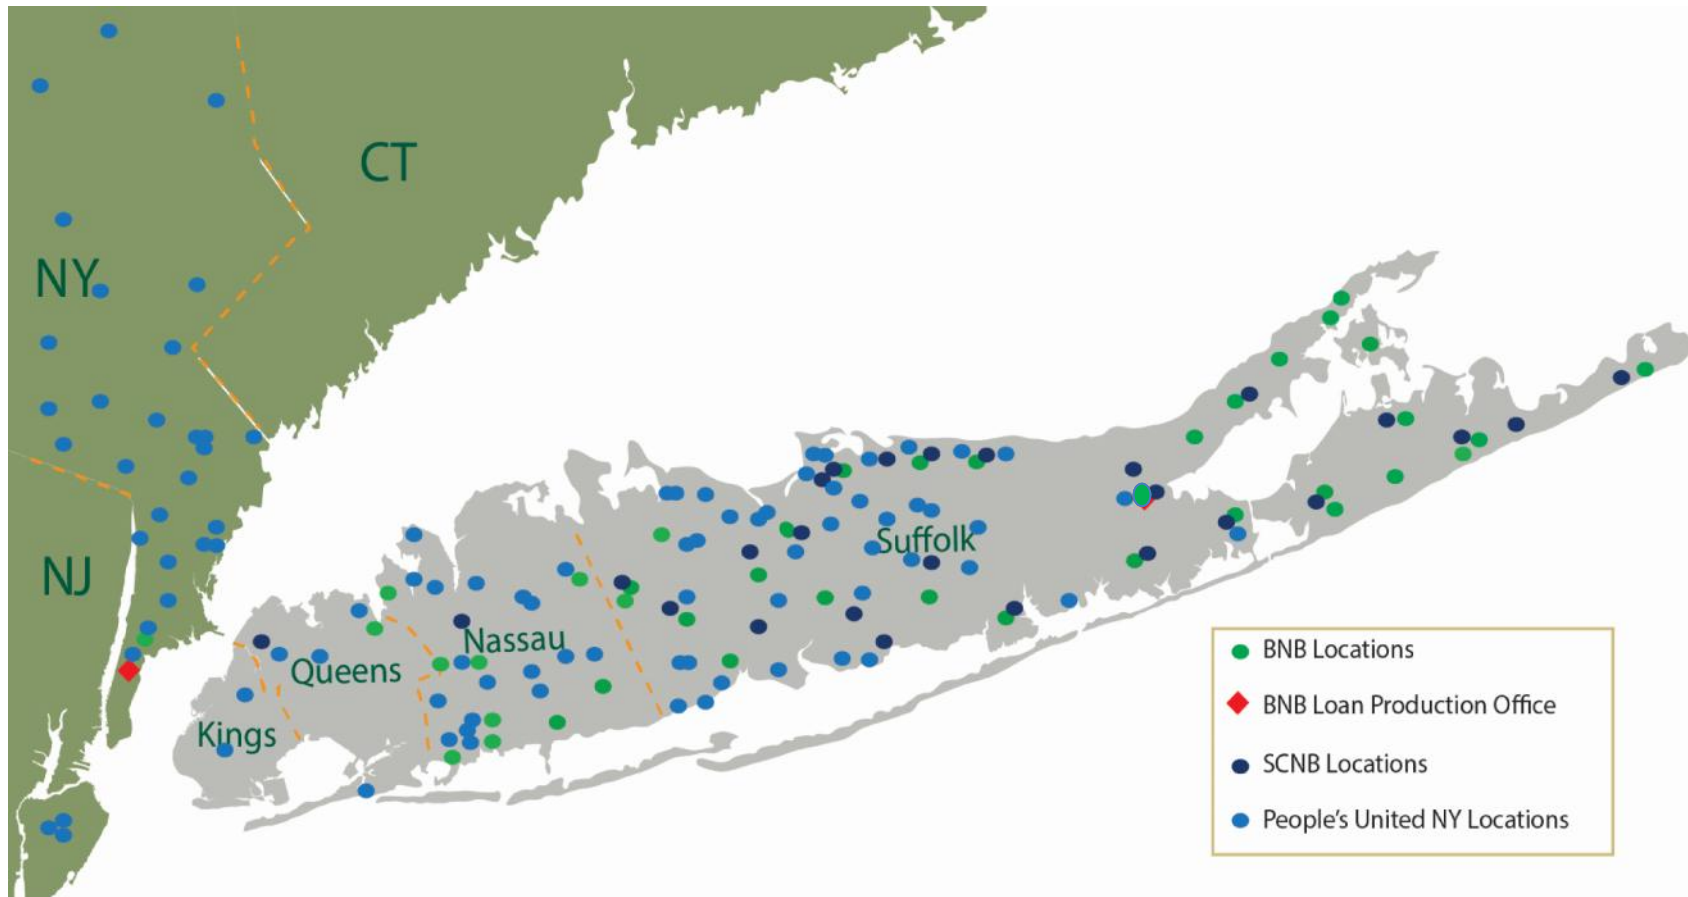 CT
NY
NJ
Suffolk
Nassau
Queens
Kings
BNB Locations
BNB Loan Production Office
SCNB Locations
People's United NY Locations